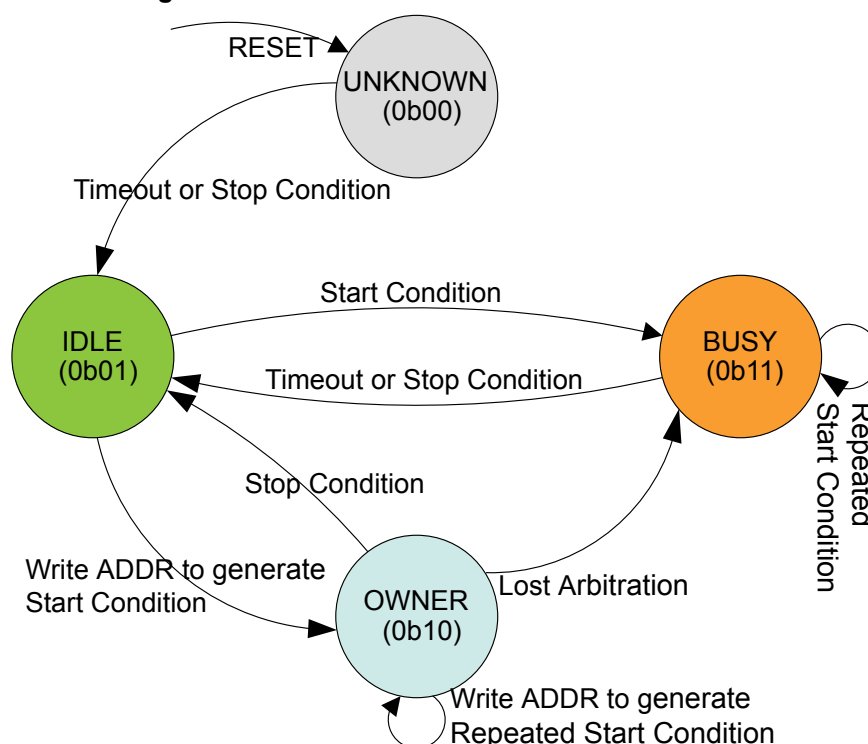 RESET
UNKNOWN
(0b00)
Timeout or Stop Condition
Start Condition
IDLE
(0b01)
BUSY
(0b11)
Timeout or Stop Condition
Repeated
Start Condition
Stop Condition
Write ADDR to generate
Start Condition
Lost Arbitration
OWNER
(0b10)
Write ADDR to generate
Repeated Start Condition